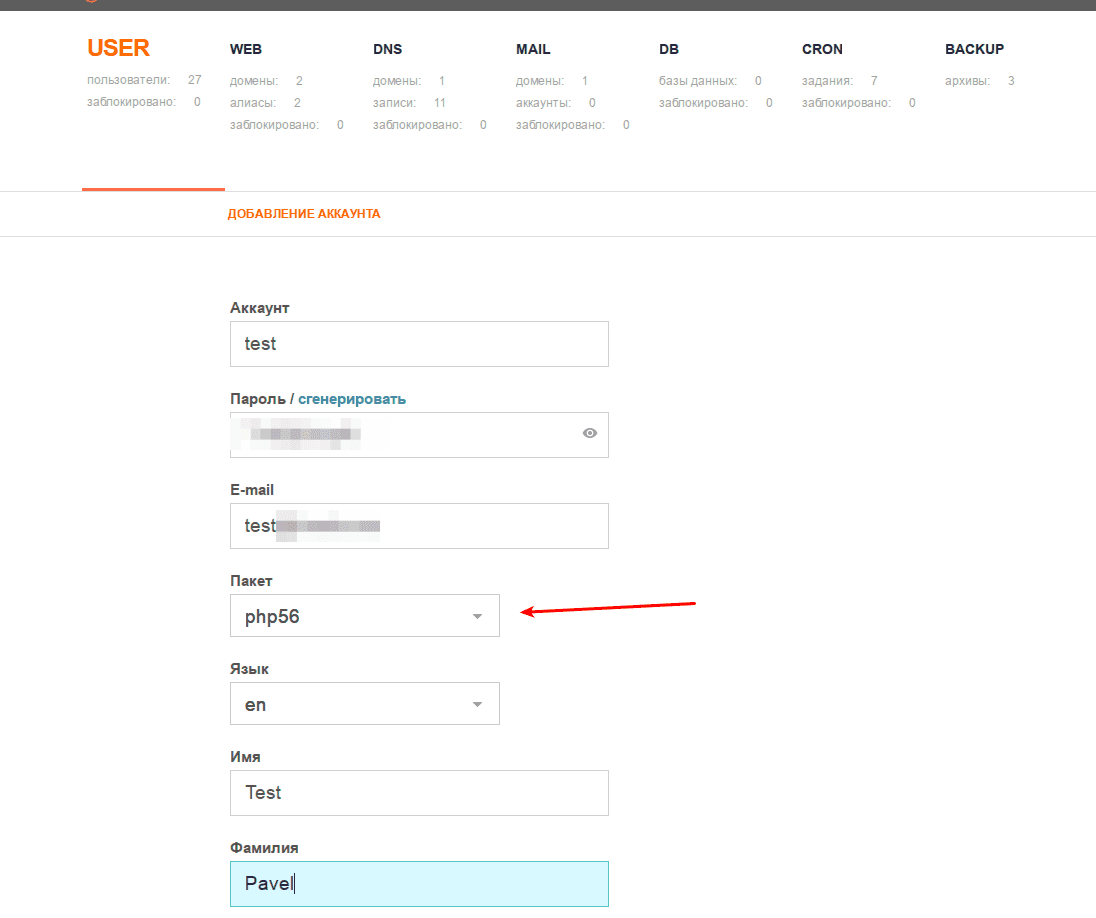 USER WEB DNS MAIL DB CRON BACKUP
пользователи: 27 домены: 2 домены: 1 домены: 1 базы данных: 0 задания: 7 архивы: 3
заблокировано: 0 алиасы: 2 записи: 11 аккаунты: 0 заблокировано: 0 заблокировано: 0
заблокировано: 0 заблокировано: 0 заблокировано: 0
ДОБАВЛЕНИЕ АККАУНТА
Аккаунт
test
Пароль / сгенерировать
E-mail
test
Пакет
php56
Язык
en
Имя
Test
Фамилия
Pavel